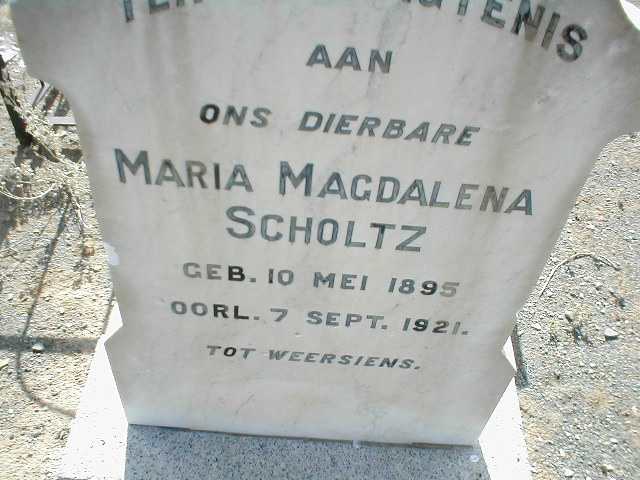 AAN
ONS DIERBARE
MARIA MAGDALENA
SCHOLTZ
GEB. 10 MEI 1895
OORL. 7 SEPT. 1921.
TOT WEERSIENS.